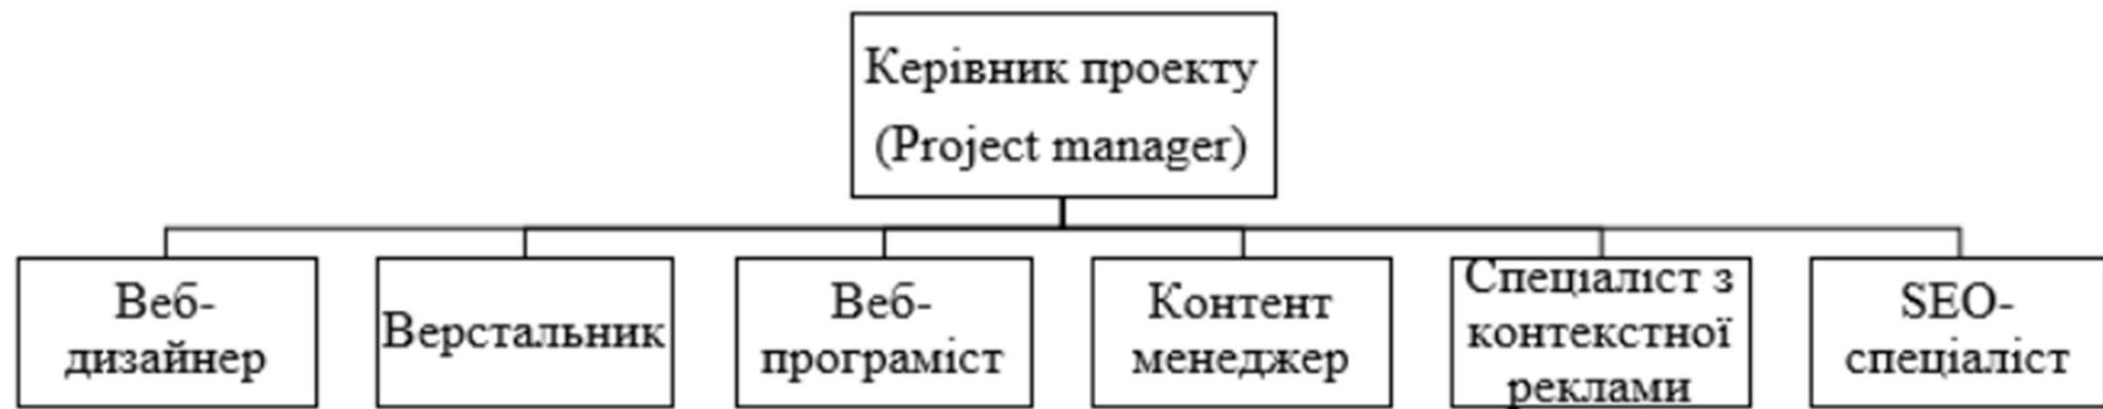 Керівник проекту
(Project manager)
Веб-
дизайнер
Верстальник
Веб-
програміст
Контент
менеджер
Спеціаліст з
контекстної
реклами
SEO-
спеціаліст